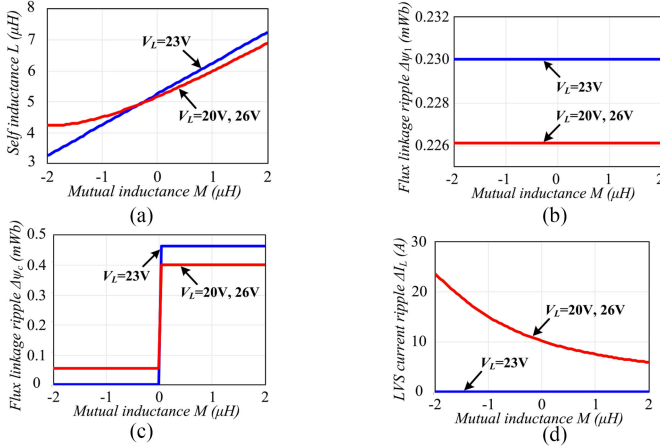 Self inductance L (μH)
8
7
6
5
4
3
V_L=23V
V_L=20V, 26V
-2 -1 0 1 2
Mutual inductance M (μH)
(a)
Flux linkage ripple Δψ₁ (mWb)
0.232
0.230
0.228
0.226
V_L=23V
V_L=20V, 26V
-2 -1 0 1 2
Mutual inductance M (μH)
(b)
Flux linkage ripple Δψ_c (mWb)
0.5
0.4
0.3
0.2
0.1
0
V_L=23V
V_L=20V, 26V
-2 -1 0 1 2
Mutual inductance M (μH)
(c)
LVS current ripple ΔI_L (A)
30
20
10
0
V_L=20V, 26V
V_L=23V
-2 -1 0 1 2
Mutual inductance M (μH)
(d)